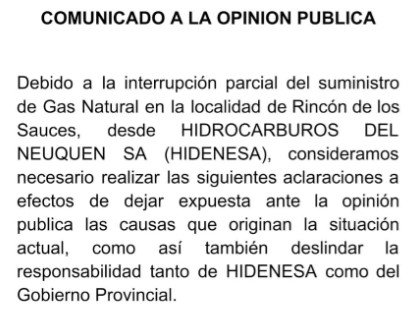 COMUNICADO A LA OPINION PUBLICA
Debido a la interrupción parcial del suministro
de Gas Natural en la localidad de Rincón de los
Sauces, desde HIDROCARBUROS DEL
NEUQUEN SA (HIDENESA), consideramos
necesario realizar las siguientes aclaraciones a
efectos de dejar expuesta ante la opinión
publica las causas que originan la situación
actual, como así también deslindar la
responsabilidad tanto de HIDENESA como del
Gobierno Provincial.